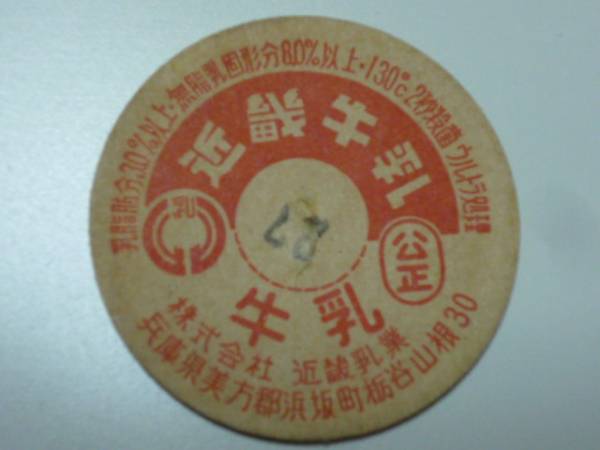 乳脂肪分3.0%以上・無脂乳固形分8.0%以上・130℃2秒殺菌 ウルトラ処理
近畿牛乳
公正
牛乳
株式会社 近畿乳業
兵庫県美方郡浜坂町栃谷山根30